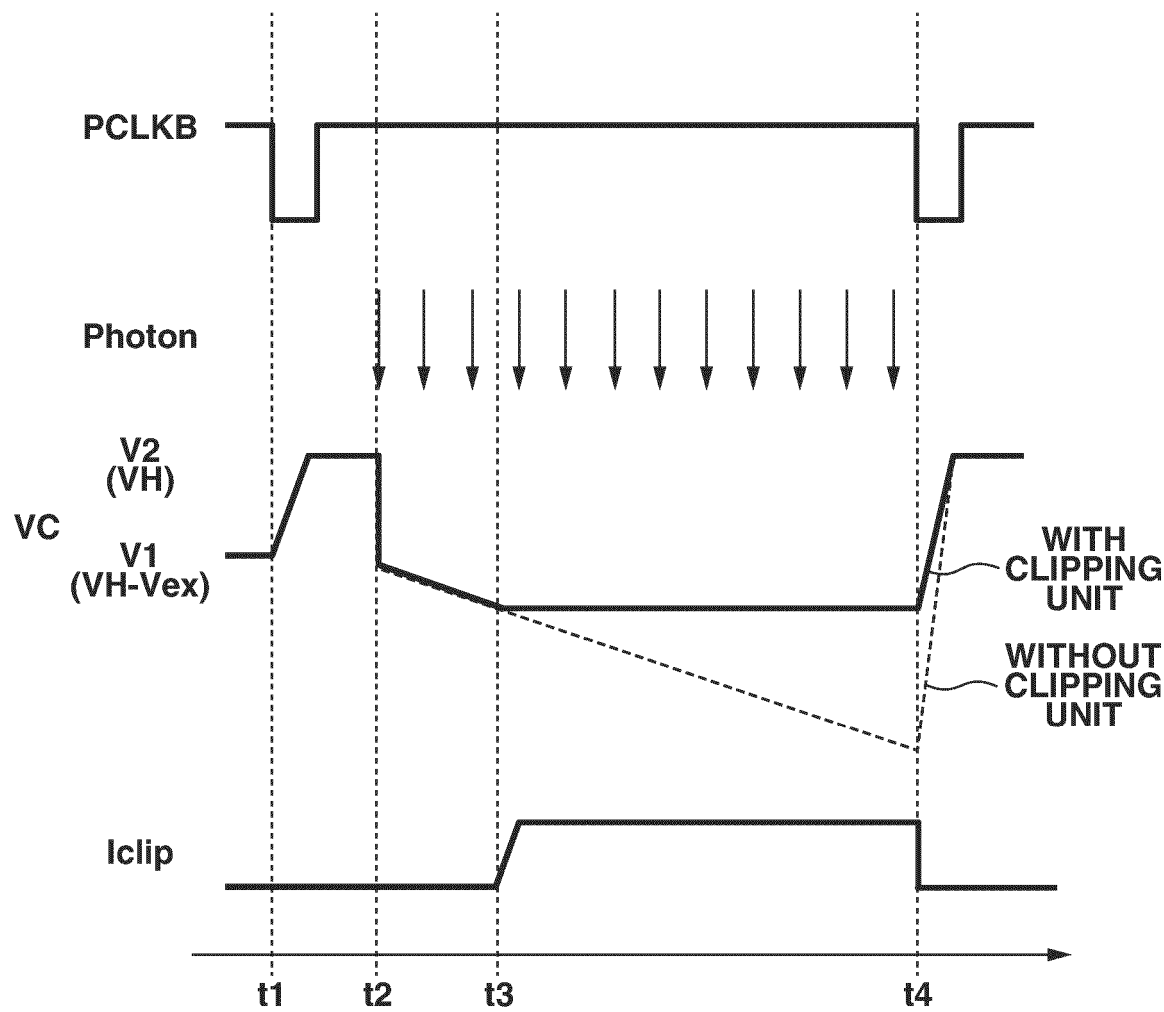 PCLKB
Photon
V2
(VH)
VC
V1
(VH-Vex)
WITH
CLIPPING
UNIT
WITHOUT
CLIPPING
UNIT
Iclip
t1
t2
t3
t4